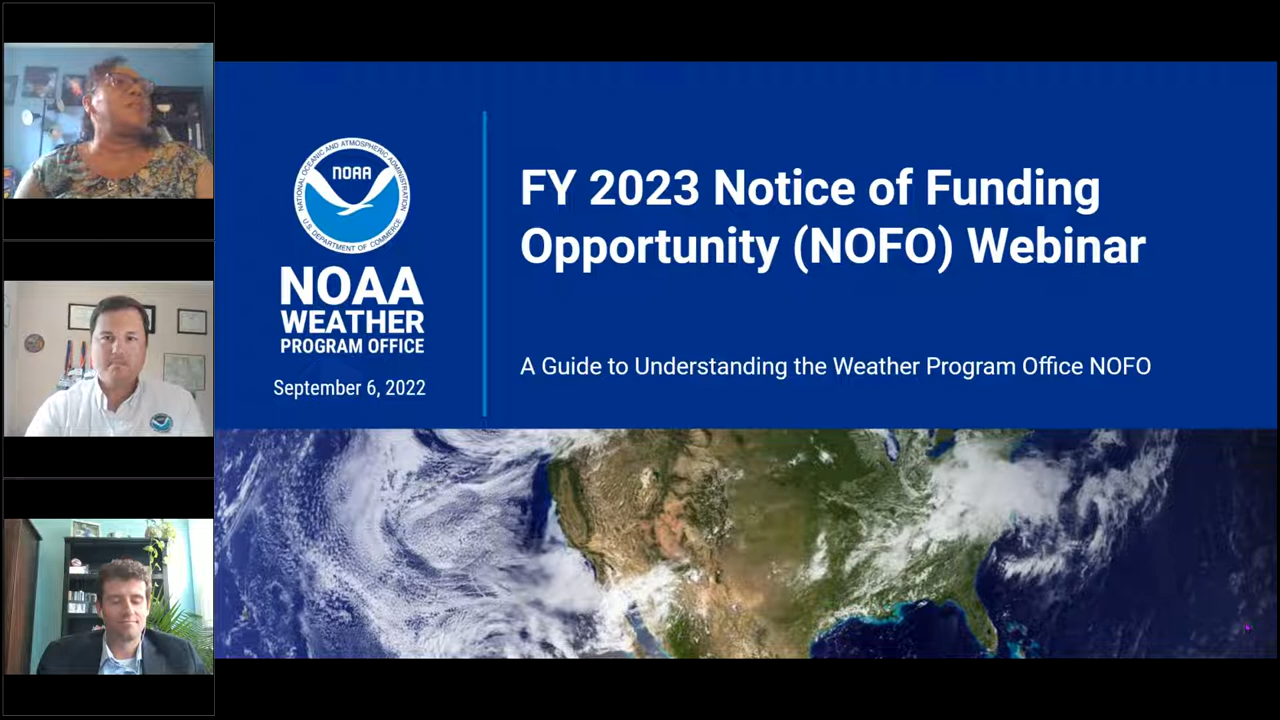 NATIONAL OCEANIC AND ATMOSPHERIC ADMINISTRATION
NOAA
U.S. DEPARTMENT OF COMMERCE
NOAA
WEATHER
PROGRAM OFFICE
September 6, 2022
FY 2023 Notice of Funding
Opportunity (NOFO) Webinar
A Guide to Understanding the Weather Program Office NOFO